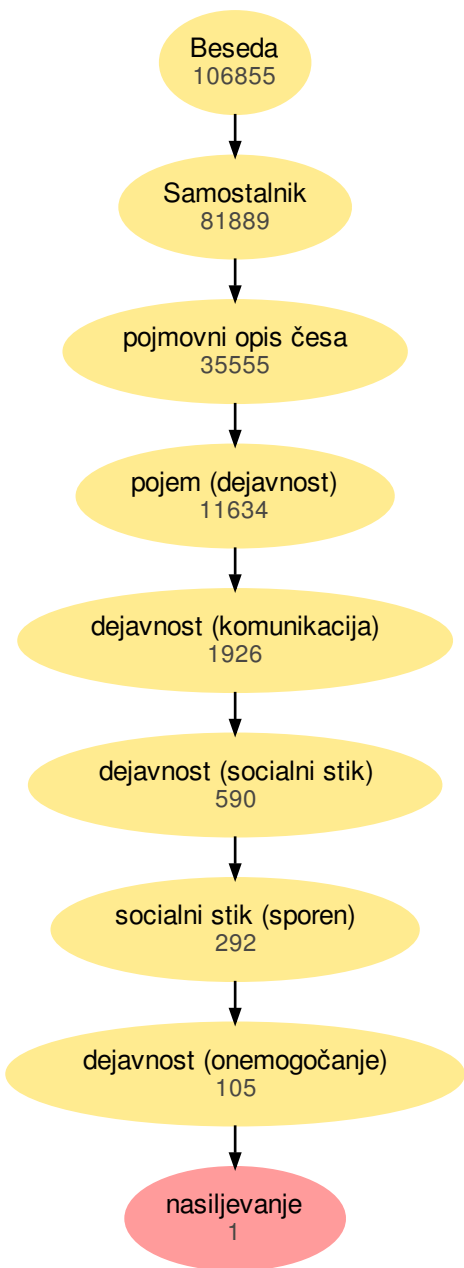 Beseda
106855
Samostalnik
81889
pojmovni opis česa
35555
pojem (dejavnost)
11634
dejavnost (komunikacija)
1926
dejavnost (socialni stik)
590
socialni stik (sporen)
292
dejavnost (onemogočanje)
105
nasiljevanje
1